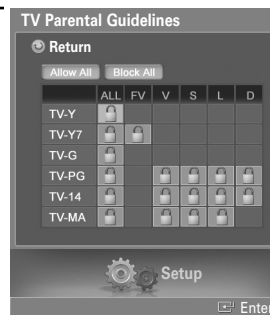 TV Parental Guidelines
Return
Allow All Block All
ALL FV V S L D
TV-Y
TV-Y7
TV-G
TV-PG
TV-14
TV-MA
Setup
Enter